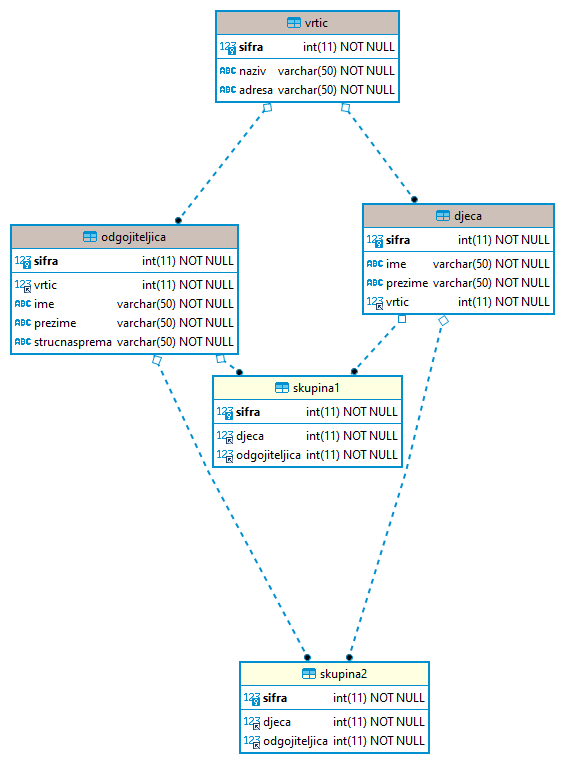 vrtic
123 sifra int(11) NOT NULL
ABC naziv varchar(50) NOT NULL
ABC adresa varchar(50) NOT NULL
odgojiteljica
123 sifra int(11) NOT NULL
123 vrtic int(11) NOT NULL
ABC ime varchar(50) NOT NULL
ABC prezime varchar(50) NOT NULL
ABC strucnasprema varchar(50) NOT NULL
djeca
123 sifra int(11) NOT NULL
ABC ime varchar(50) NOT NULL
ABC prezime varchar(50) NOT NULL
123 vrtic int(11) NOT NULL
skupina1
123 sifra int(11) NOT NULL
123 djeca int(11) NOT NULL
123 odgojiteljica int(11) NOT NULL
skupina2
123 sifra int(11) NOT NULL
123 djeca int(11) NOT NULL
123 odgojiteljica int(11) NOT NULL